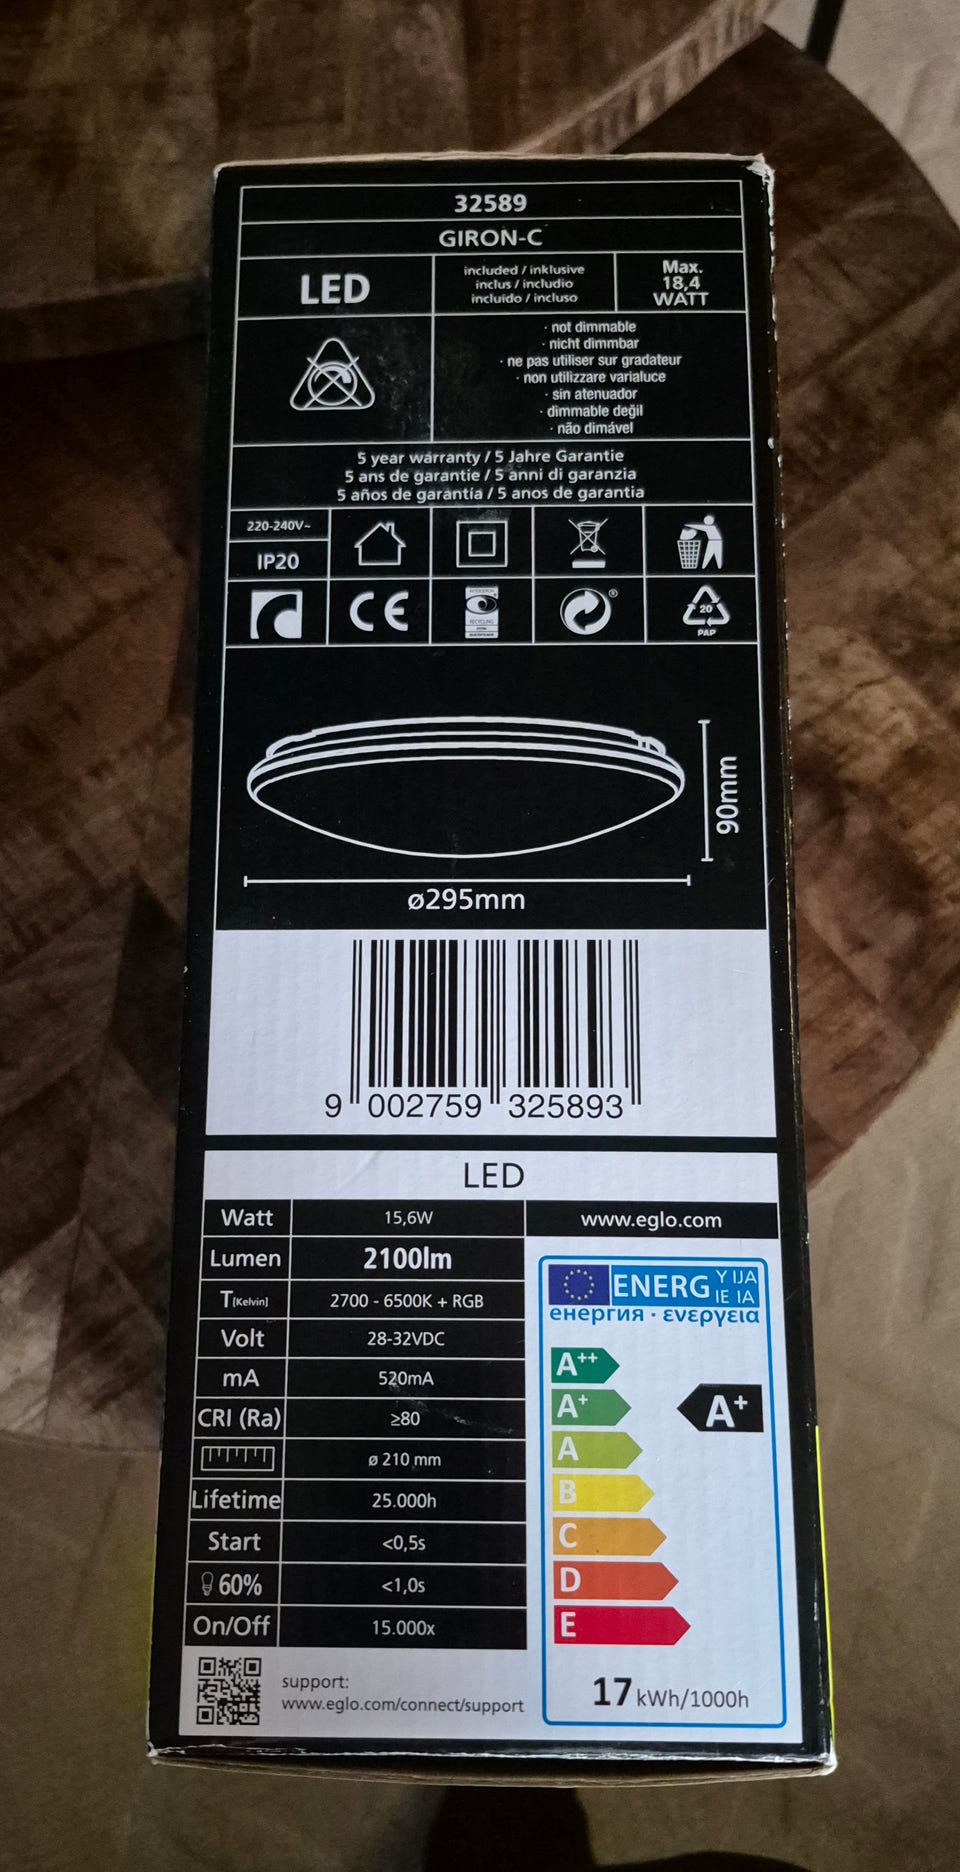 32589
GIRON-C
LED
included / inklusive
inclus / includio
incluído / incluso
Max.
18,4
WATT
· not dimmable
· nicht dimmbar
· ne pas utiliser sur gradateur
· non utilizzare varialuce
· sin atenuador
· dimmable değil
· não dimável
5 year warranty / 5 Jahre Garantie
5 ans de garantie / 5 anni di garanzia
5 años de garantía / 5 anos de garantia
220-240V~
IP20
CE
RECYCLING
®
20
PAP
90mm
ø295mm
9 002759 325893
LED
Watt 15,6W
www.eglo.com
Lumen 2100lm
T[Kelvin] 2700 - 6500K + RGB
Volt 28-32VDC
mA 520mA
CRI (Ra) ≥80
ø 210 mm
Lifetime 25.000h
Start <0,5s
60% <1,0s
On/Off 15.000x
ENERG Y IJA
IE IA
енергия · ενεργεια
A++
A+
A+
A
B
C
D
E
17 kWh/1000h
support:
www.eglo.com/connect/support